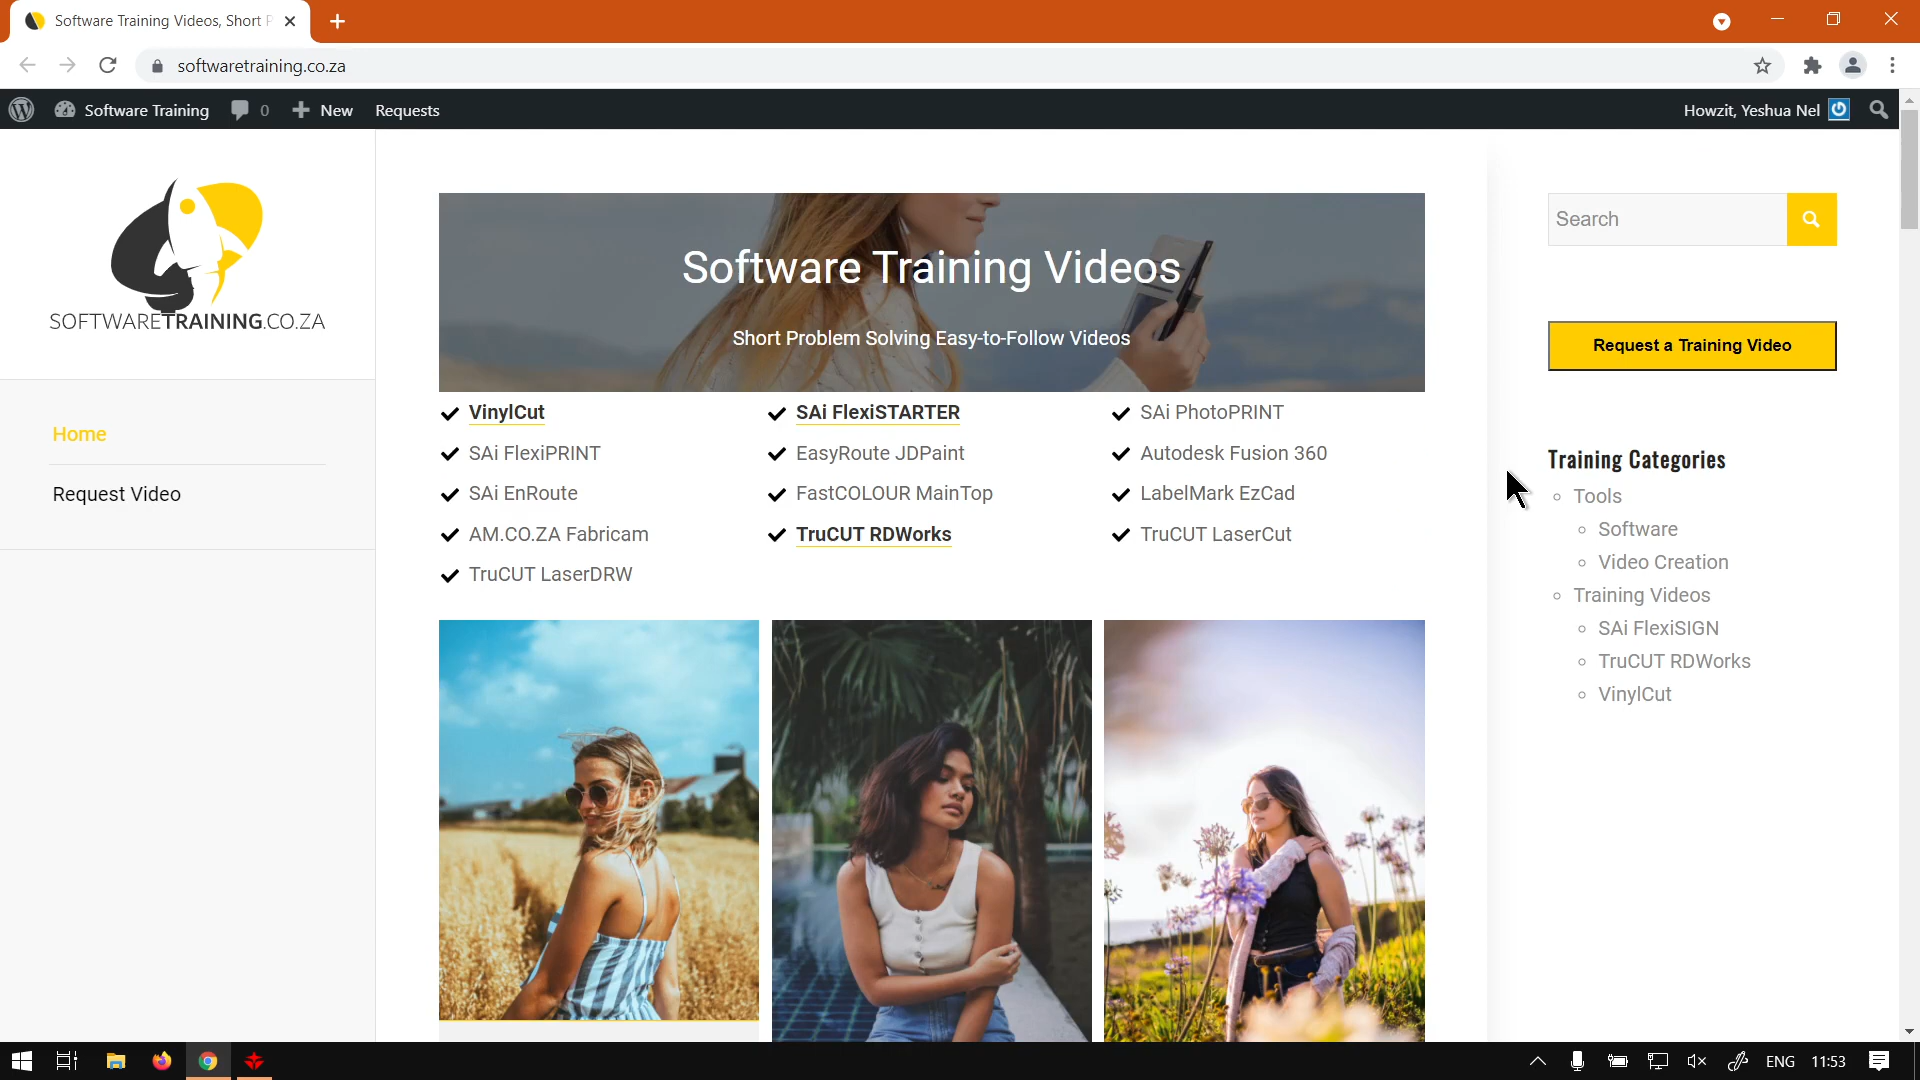 Software Training Videos, Short P
softwaretraining.co.za
Software Training 0 New Requests
Howzit, Yeshua Nel
SOFTWARETRAINING.CO.ZA
Home
Request Video
Software Training Videos
Short Problem Solving Easy-to-Follow Videos
VinylCut SAi FlexiSTARTER SAi PhotoPRINT
SAi FlexiPRINT EasyRoute JDPaint Autodesk Fusion 360
SAi EnRoute FastCOLOUR MainTop LabelMark EzCad
AM.CO.ZA Fabricam TruCUT RDWorks TruCUT LaserCut
TruCUT LaserDRW
Search
Request a Training Video
Training Categories
Tools
Software
Video Creation
Training Videos
SAi FlexiSIGN
TruCUT RDWorks
VinylCut
ENG 11:53